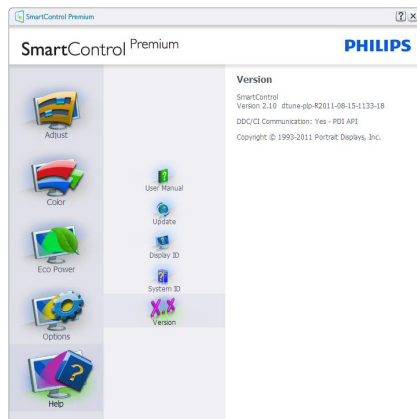 SmartControl Premium
SmartControl Premium
PHILIPS
Adjust
Color
Eco Power
Options
Help
User Manual
Update
Display ID
System ID
X.X
Version
Version
SmartControl
Version 2.10 dtune-plp-R2011-08-15-1133-18
DDC/CI Communication: Yes - PDI API
Copyright © 1993-2011 Portrait Displays, Inc.